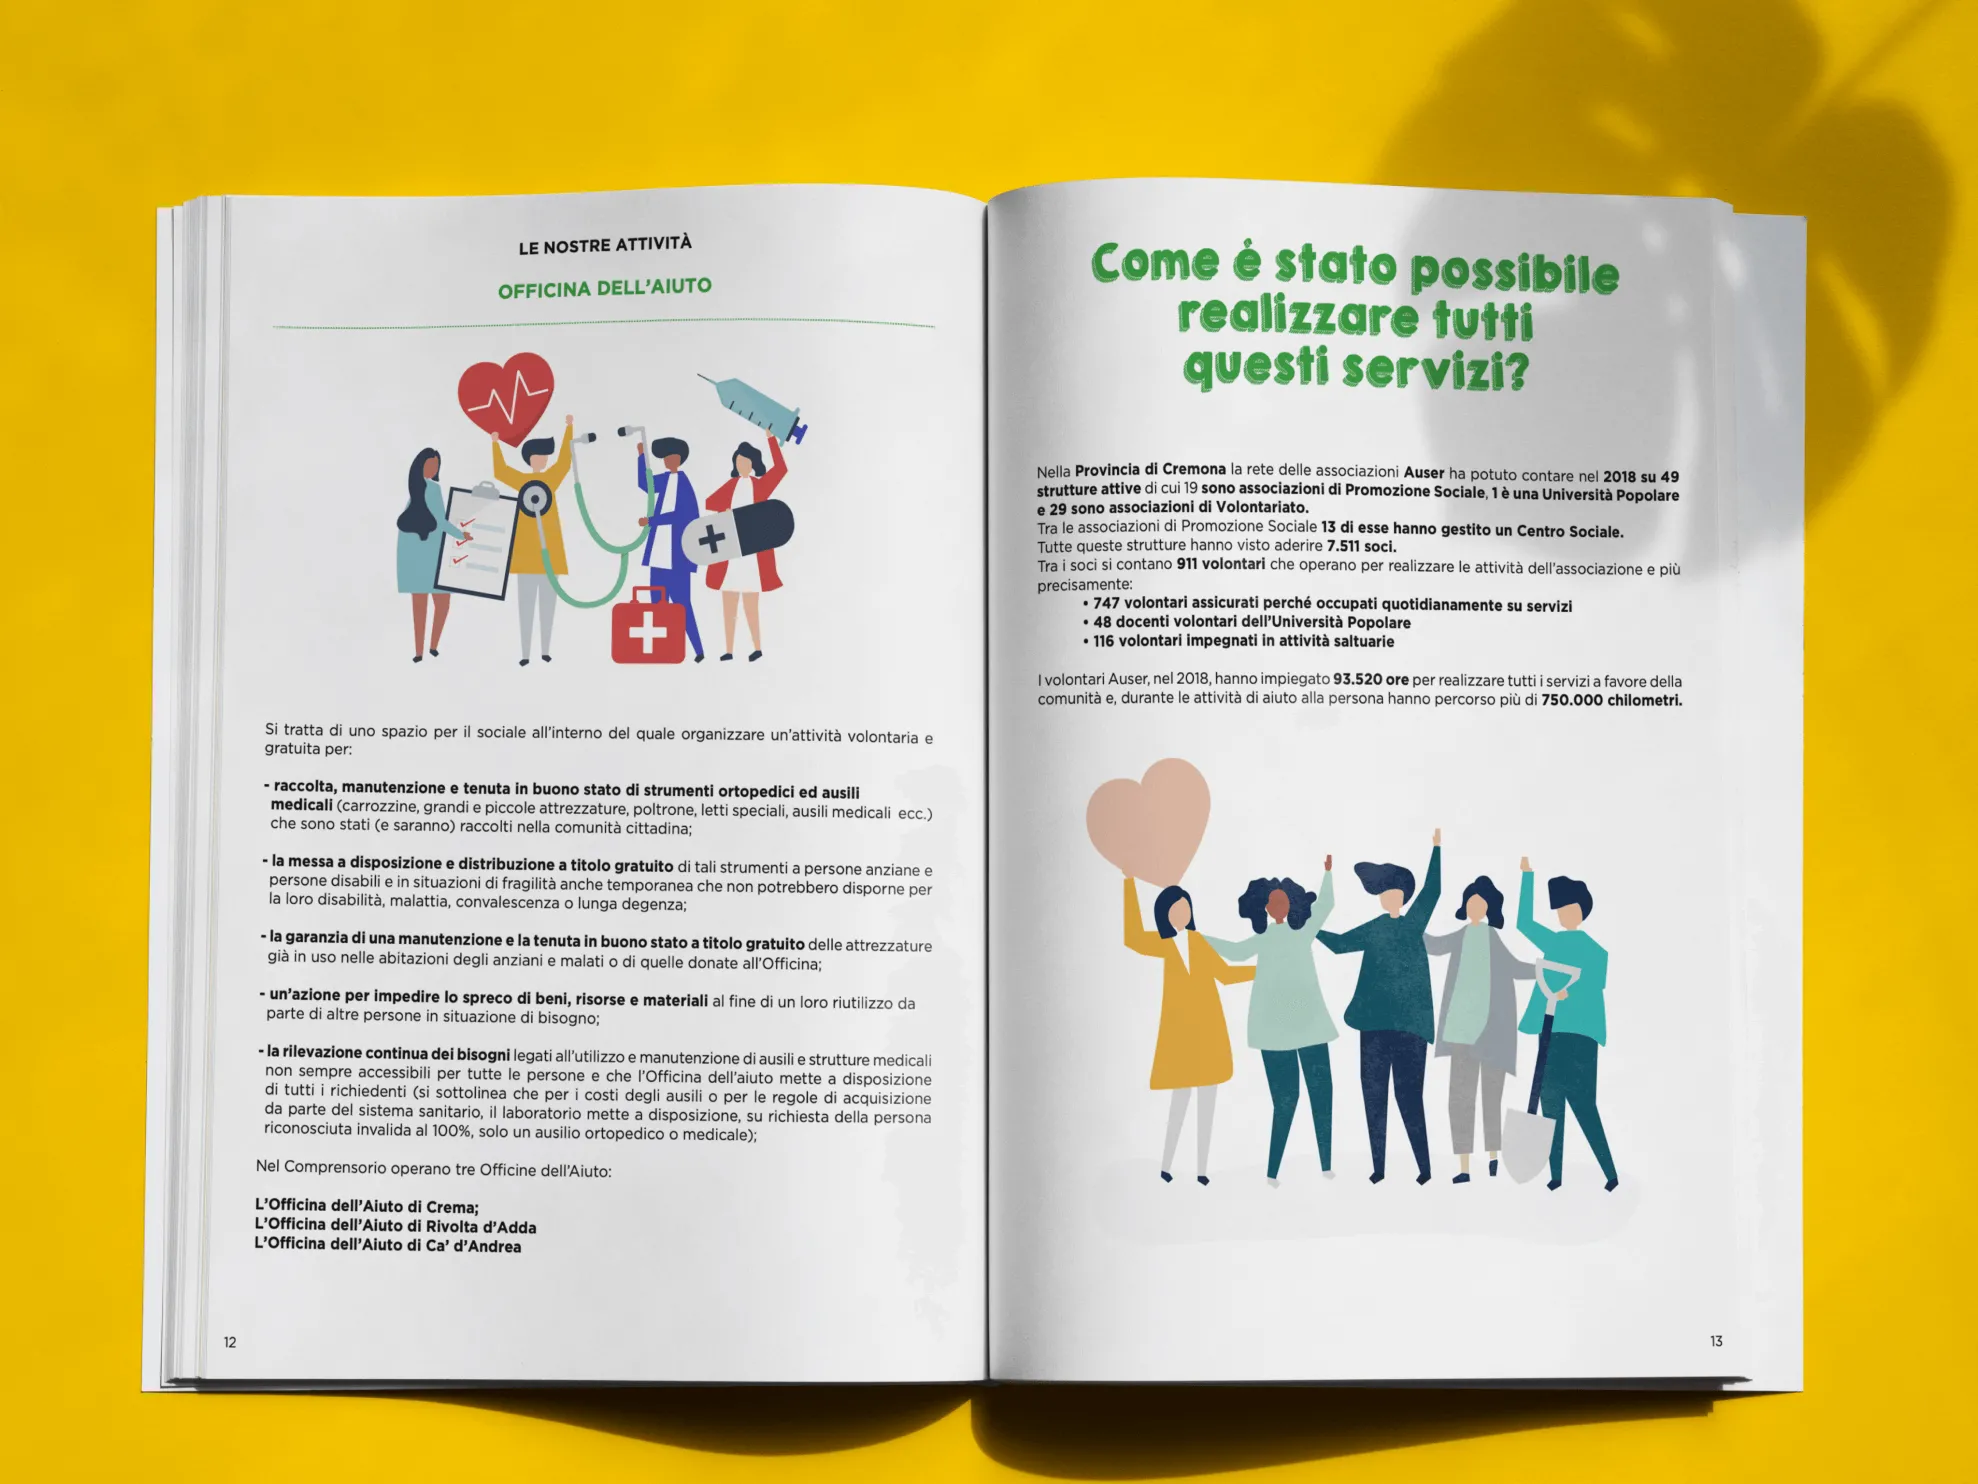 LE NOSTRE ATTIVITÀ
OFFICINA DELL'AIUTO
Si tratta di uno spazio per il sociale all'interno del quale organizzare un'attività volontaria e
gratuita per:
- raccolta, manutenzione e tenuta in buono stato di strumenti ortopedici ed ausili
medicali (carrozzine, grandi e piccole attrezzature, poltrone, letti speciali, ausili medicali ecc.)
che sono stati (e saranno) raccolti nella comunità cittadina;
- la messa a disposizione e distribuzione a titolo gratuito di tali strumenti a persone anziane e
persone disabili e in situazioni di fragilità anche temporanea che non potrebbero disporne per
la loro disabilità, malattia, convalescenza o lunga degenza;
- la garanzia di una manutenzione e la tenuta in buono stato a titolo gratuito delle attrezzature
già in uso nelle abitazioni degli anziani e malati o di quelle donate all'Officina;
- un'azione per impedire lo spreco di beni, risorse e materiali al fine di un loro riutilizzo da
parte di altre persone in situazione di bisogno;
- la rilevazione continua dei bisogni legati all'utilizzo e manutenzione di ausili e strutture medicali
non sempre accessibili per tutte le persone e che l'Officina dell'aiuto mette a disposizione
di tutti i richiedenti (si sottolinea che per i costi degli ausili o per le regole di acquisizione
da parte del sistema sanitario, il laboratorio mette a disposizione, su richiesta della persona
riconosciuta invalida al 100%, solo un ausilio ortopedico o medicale);
Nel Comprensorio operano tre Officine dell'Aiuto:
L'Officina dell'Aiuto di Crema;
L'Officina dell'Aiuto di Rivolta d'Adda
L'Officina dell'Aiuto di Ca' d'Andrea
12
Come è stato possibile
realizzare tutti
questi servizi?
Nella Provincia di Cremona la rete delle associazioni Auser ha potuto contare nel 2018 su 49
strutture attive di cui 19 sono associazioni di Promozione Sociale, 1 è una Università Popolare
e 29 sono associazioni di Volontariato.
Tra le associazioni di Promozione Sociale 13 di esse hanno gestito un Centro Sociale.
Tutte queste strutture hanno visto aderire 7.511 soci.
Tra i soci si contano 911 volontari che operano per realizzare le attività dell'associazione e più
precisamente:
• 747 volontari assicurati perché occupati quotidianamente su servizi
• 48 docenti volontari dell'Università Popolare
• 116 volontari impegnati in attività saltuarie
I volontari Auser, nel 2018, hanno impiegato 93.520 ore per realizzare tutti i servizi a favore della
comunità e, durante le attività di aiuto alla persona hanno percorso più di 750.000 chilometri.
13